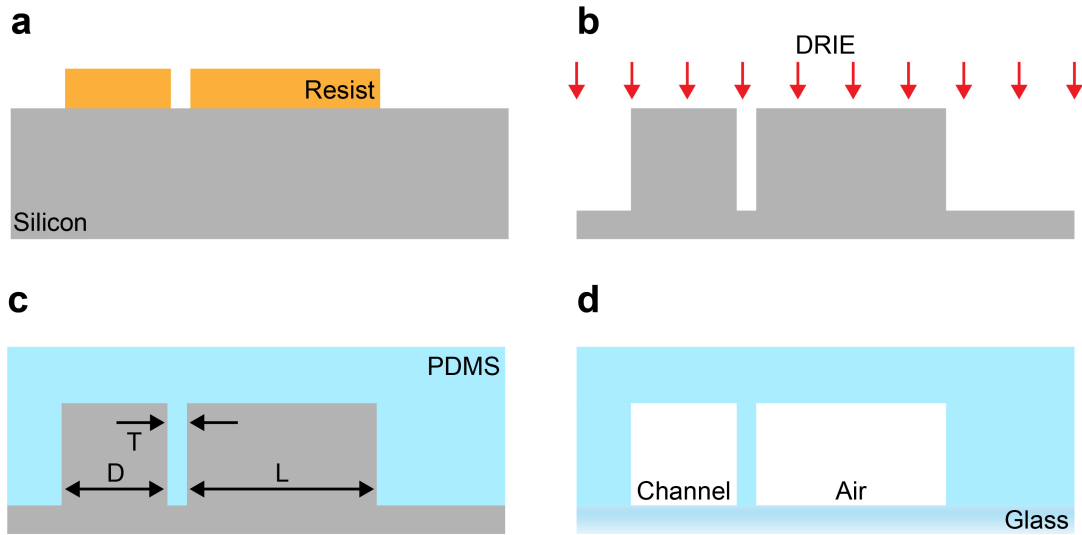 a
Resist
Silicon
b
DRIE
c
PDMS
T
D
L
d
Channel
Air
Glass